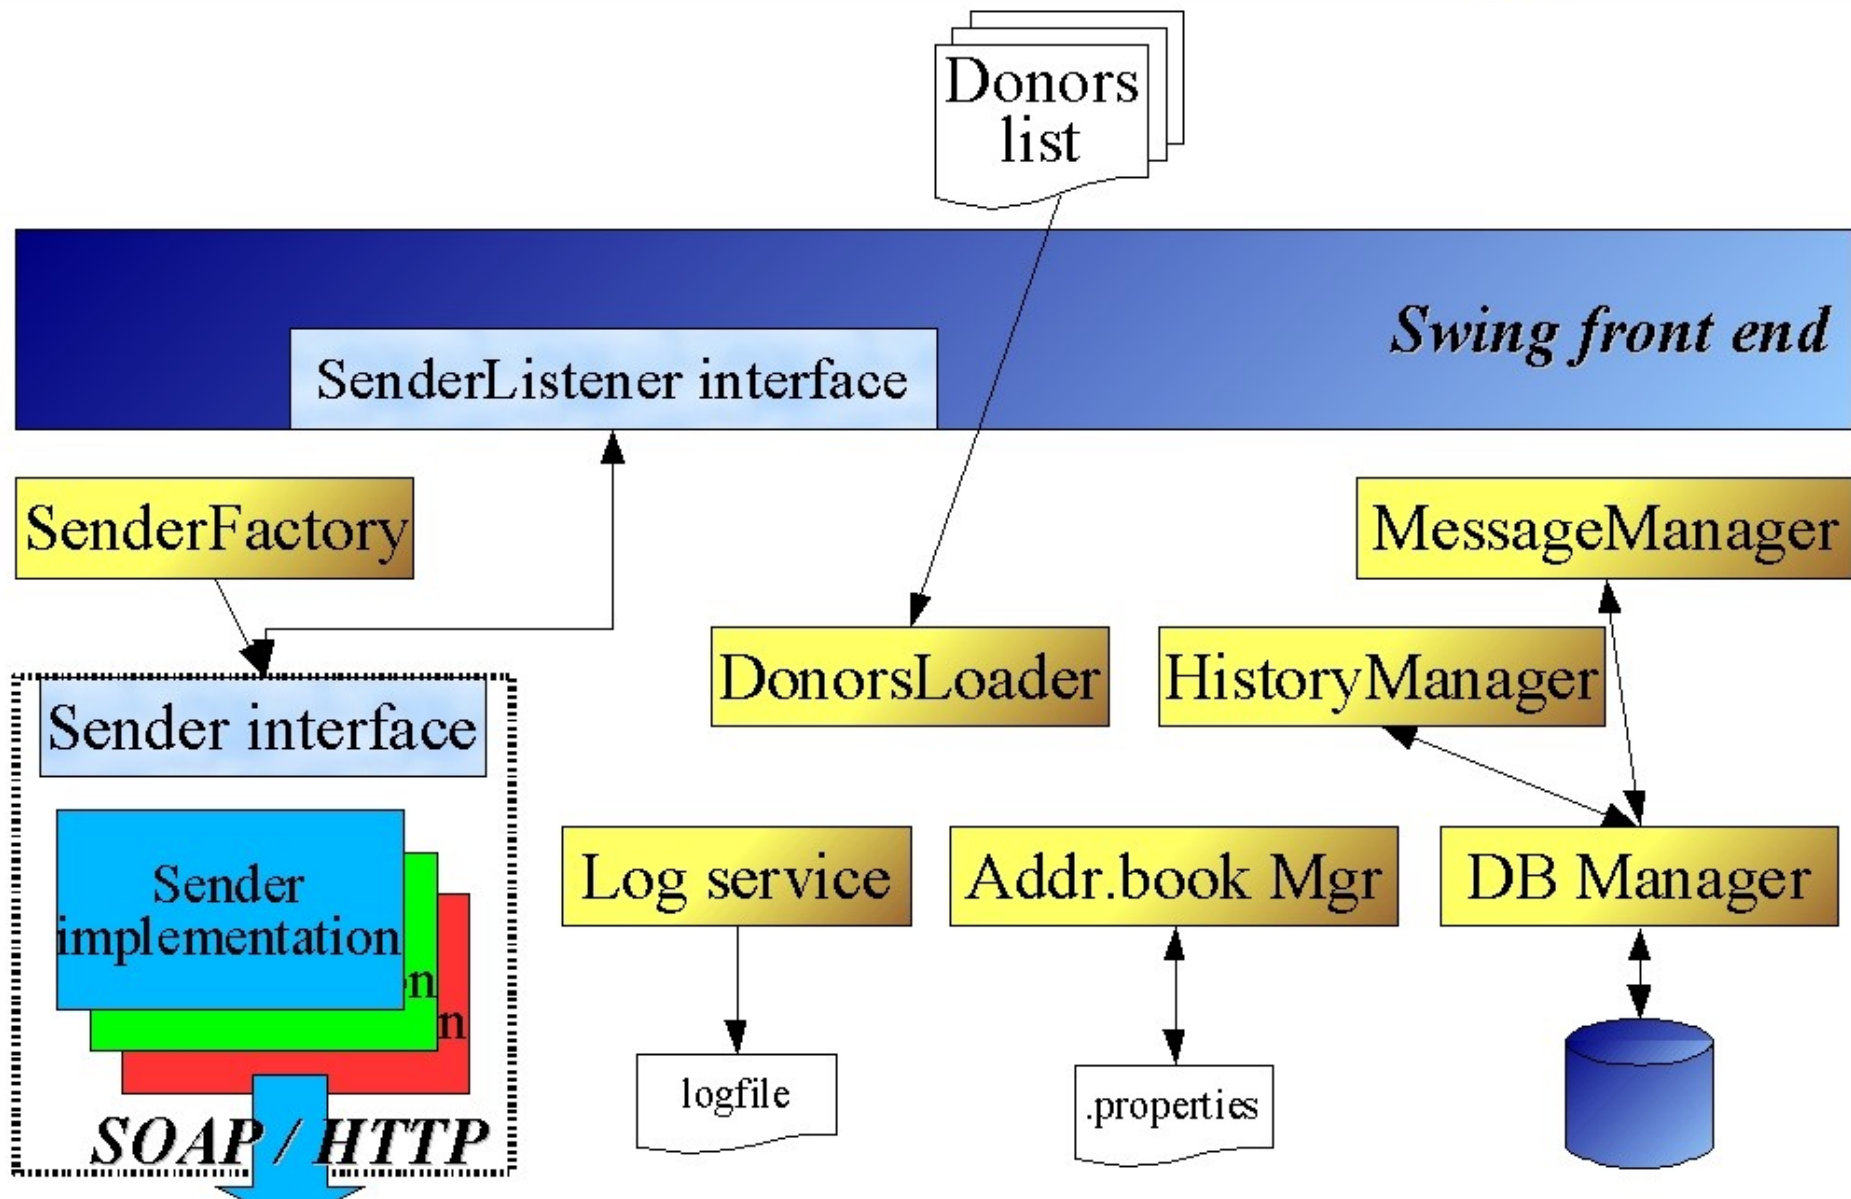 Donors
list
Swing front end
SenderListener interface
SenderFactory
MessageManager
DonorsLoader
HistoryManager
Sender interface
Sender
implementation
on
n
Log service
Addr.book Mgr
DB Manager
logfile
.properties
SOAP / HTTP